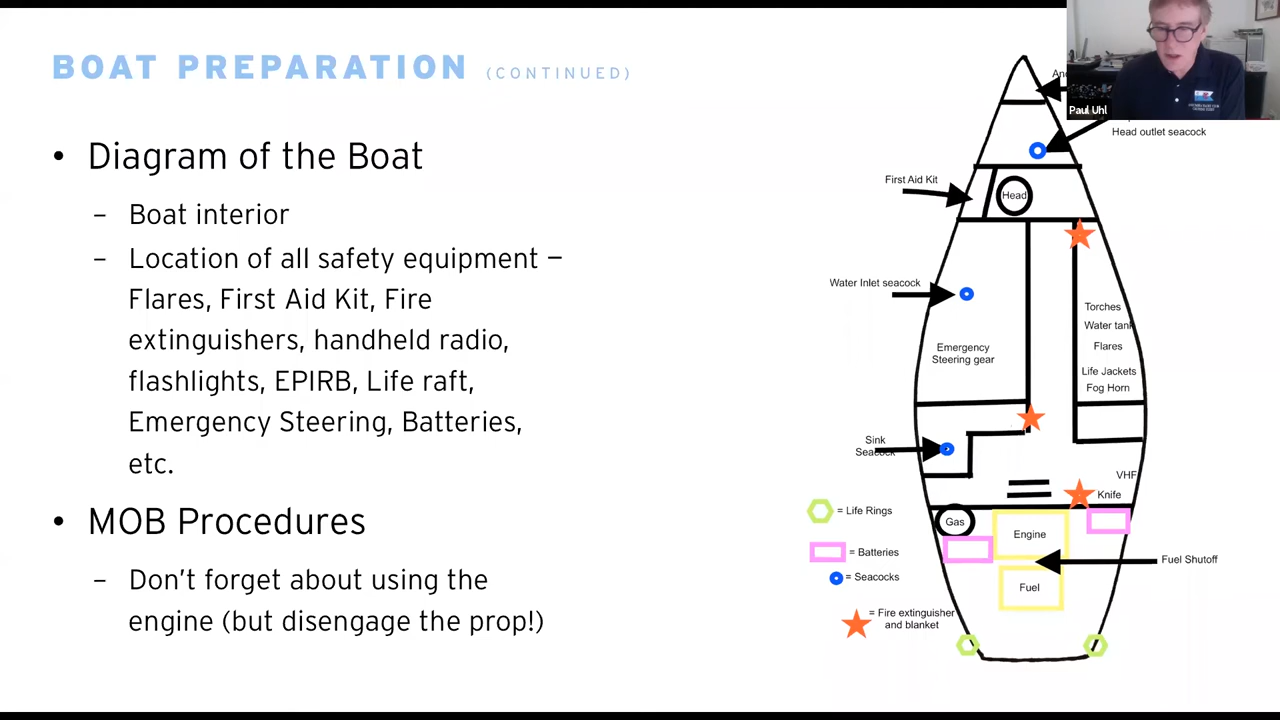 BOAT PREPARATION (CONTINUED)
• Diagram of the Boat
– Boat interior
– Location of all safety equipment –
Flares, First Aid Kit, Fire
extinguishers, handheld radio,
flashlights, EPIRB, Life raft,
Emergency Steering, Batteries,
etc.
• MOB Procedures
– Don't forget about using the
engine (but disengage the prop!)
Paul Uhl
Head outlet seacock
First Aid Kit
Head
Water Inlet seacock
Torches
Water tank
Flares
Life Jackets
Fog Horn
Emergency
Steering gear
Sink
Seacock
VHF
Knife
Gas
Engine
Fuel Shutoff
Fuel
= Life Rings
= Batteries
= Seacocks
= Fire extinguisher
and blanket